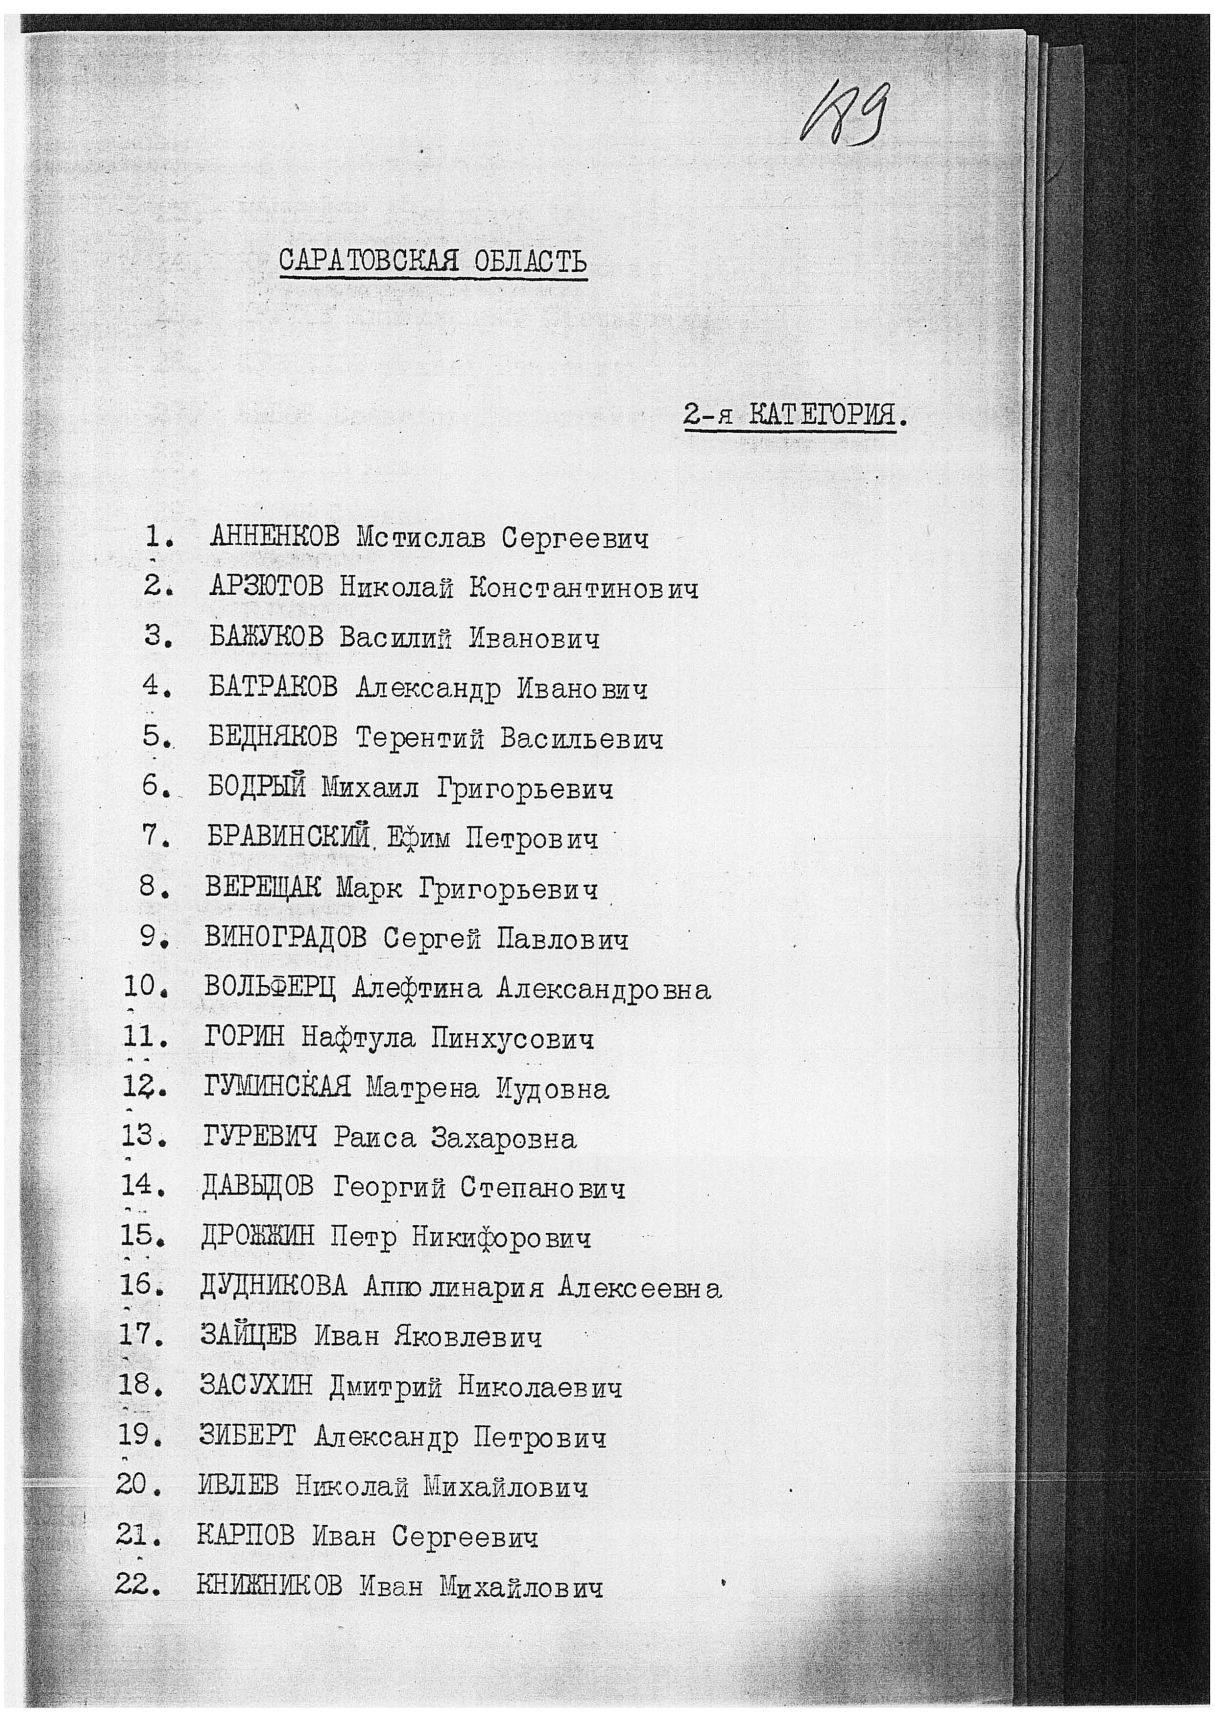 189
САРАТОВСКАЯ ОБЛАСТЬ
2-я КАТЕГОРИЯ.
1. АННЕНКОВ Мстислав Сергеевич
2. АРЗЮТОВ Николай Константинович
3. БАЖУКОВ Василий Иванович
4. БАТРАКОВ Александр Иванович
5. БЕДНЯКОВ Терентий Васильевич
6. БОДРЫЙ Михаил Григорьевич
7. БРАВИНСКИЙ Ефим Петрович
8. ВЕРЕЩАК Марк Григорьевич
9. ВИНОГРАДОВ Сергей Павлович
10. ВОЛЬФЕРЦ Алефтина Александровна
11. ГОРИН Нафтула Пинхусович
12. ГУМИНСКАЯ Матрена Иудовна
13. ГУРЕВИЧ Раиса Захаровна
14. ДАВЫДОВ Георгий Степанович
15. ДРОЖЖИН Петр Никифорович
16. ДУДНИКОВА Апполинария Алексеевна
17. ЗАЙЦЕВ Иван Яковлевич
18. ЗАСУХИН Дмитрий Николаевич
19. ЗИБЕРТ Александр Петрович
20. ИВЛЕВ Николай Михайлович
21. КАРПОВ Иван Сергеевич
22. КНИЖНИКОВ Иван Михайлович